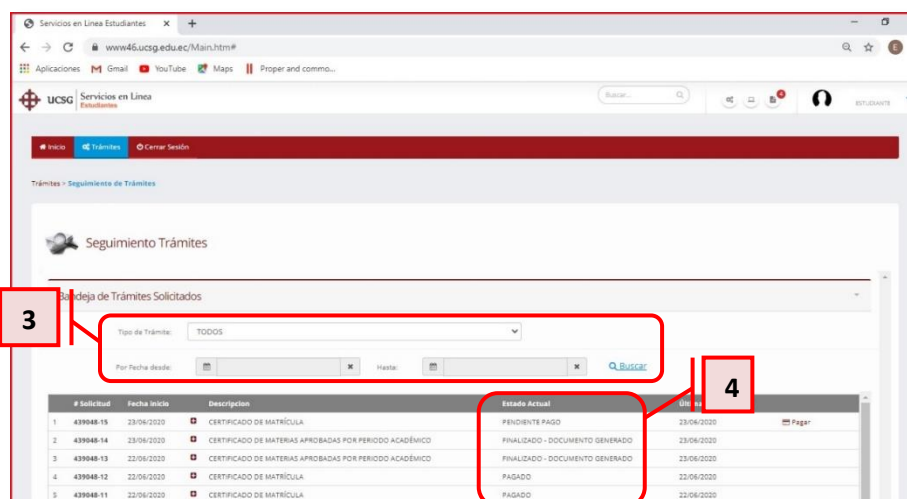 Servicios en Linea Estudiantes
www46.ucsg.edu.ec/Main.htm#
E
Aplicaciones Gmail YouTube Maps Proper and commo...
UCSG Servicios en Linea
Estudiantes
Buscar...
4
ESTUDIANTE
Inicio Trámites Cerrar Sesión
Trámites > Seguimiento de Trámites
Seguimiento Trámites
Bandeja de Trámites Solicitados
3
Tipo de Trámite: TODOS
Por Fecha desde: Hasta: Buscar
4
# Solicitud Fecha Inicio Descripcion Estado Actual
1 439048-15 23/06/2020 CERTIFICADO DE MATRÍCULA PENDIENTE PAGO 23/06/2020 Pagar
2 439048-14 23/06/2020 CERTIFICADO DE MATERIAS APROBADAS POR PERIODO ACADÉMICO FINALIZADO - DOCUMENTO GENERADO 23/06/2020
3 439048-13 22/06/2020 CERTIFICADO DE MATERIAS APROBADAS POR PERIODO ACADÉMICO FINALIZADO - DOCUMENTO GENERADO 22/06/2020
4 439048-12 22/06/2020 CERTIFICADO DE MATRÍCULA PAGADO 22/06/2020
5 439048-11 22/06/2020 CERTIFICADO DE MATRÍCULA PAGADO 22/06/2020